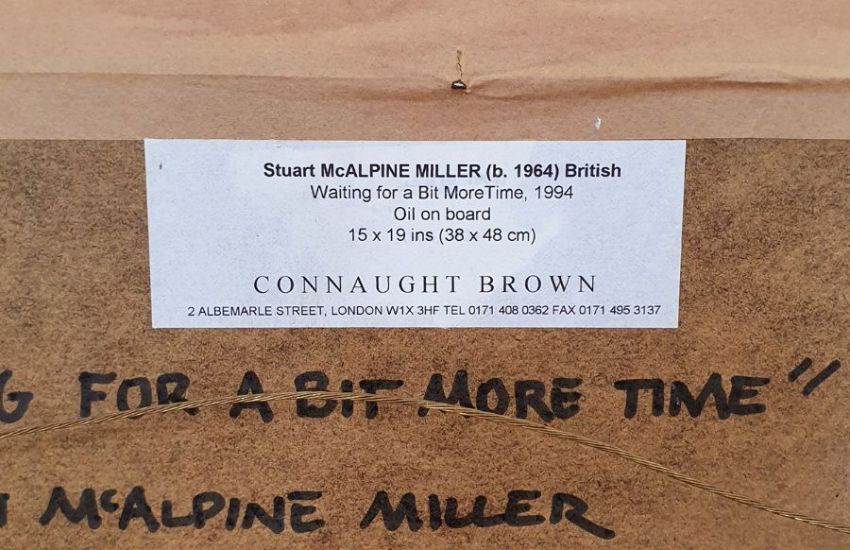 Stuart McALPINE MILLER (b. 1964) British
Waiting for a Bit MoreTime, 1994
Oil on board
15 x 19 ins (38 x 48 cm)
CONNAUGHT BROWN
2 ALBEMARLE STREET, LONDON W1X 3HF TEL 0171 408 0362 FAX 0171 495 3137
G FOR A BIT MORE TIME"
T McALPINE MILLER